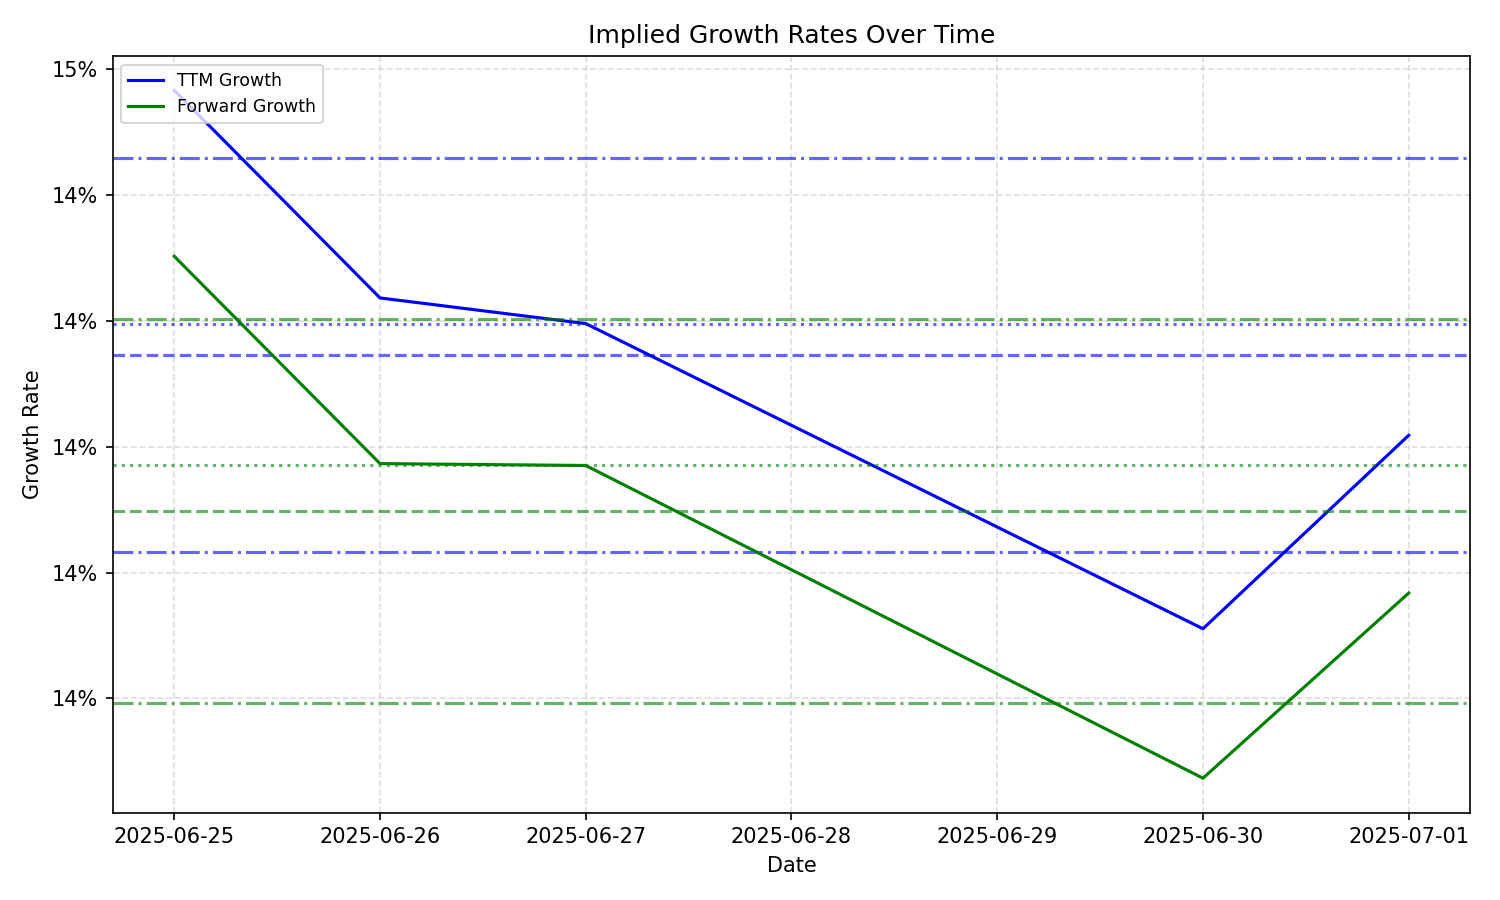 Implied Growth Rates Over Time
TTM Growth
Forward Growth
15%
14%
14%
14%
14%
14%
Growth Rate
2025-06-25
2025-06-26
2025-06-27
2025-06-28
2025-06-29
2025-06-30
2025-07-01
Date